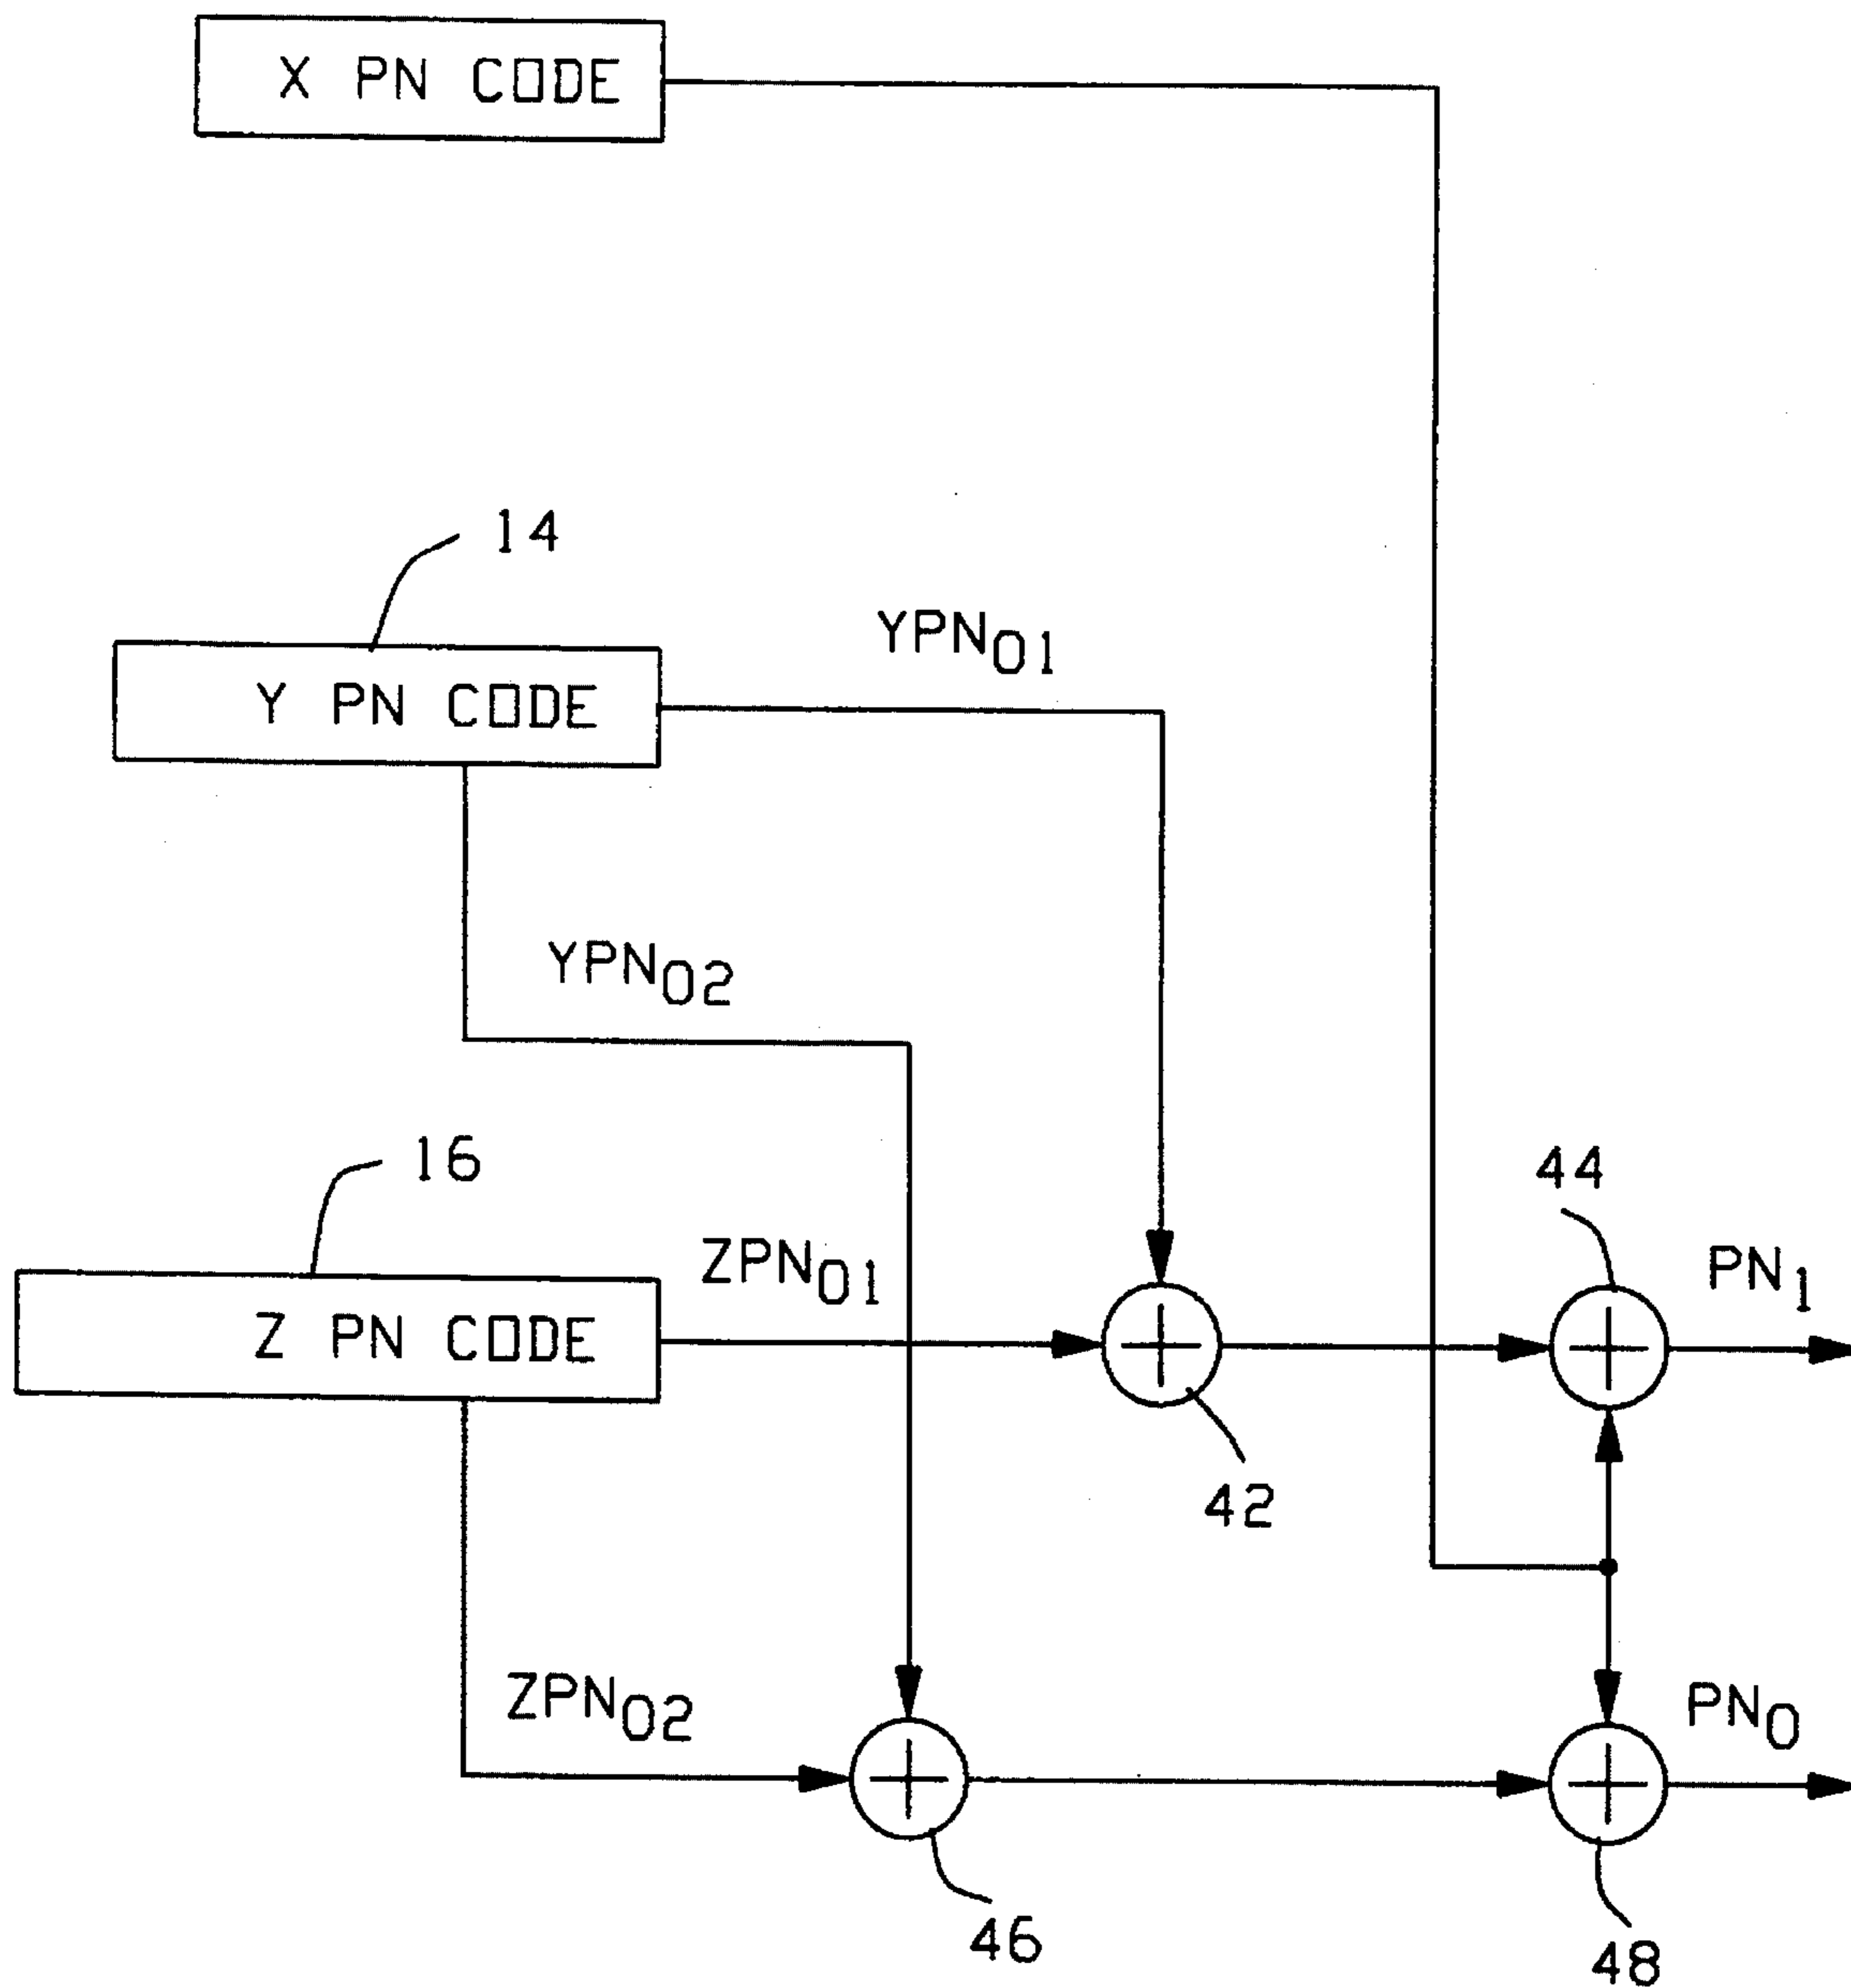 X PN CODE
14
YPN01
Y PN CODE
YPN02
16
44
ZPN01
PN1
Z PN CODE
42
ZPN02
PN0
46
48